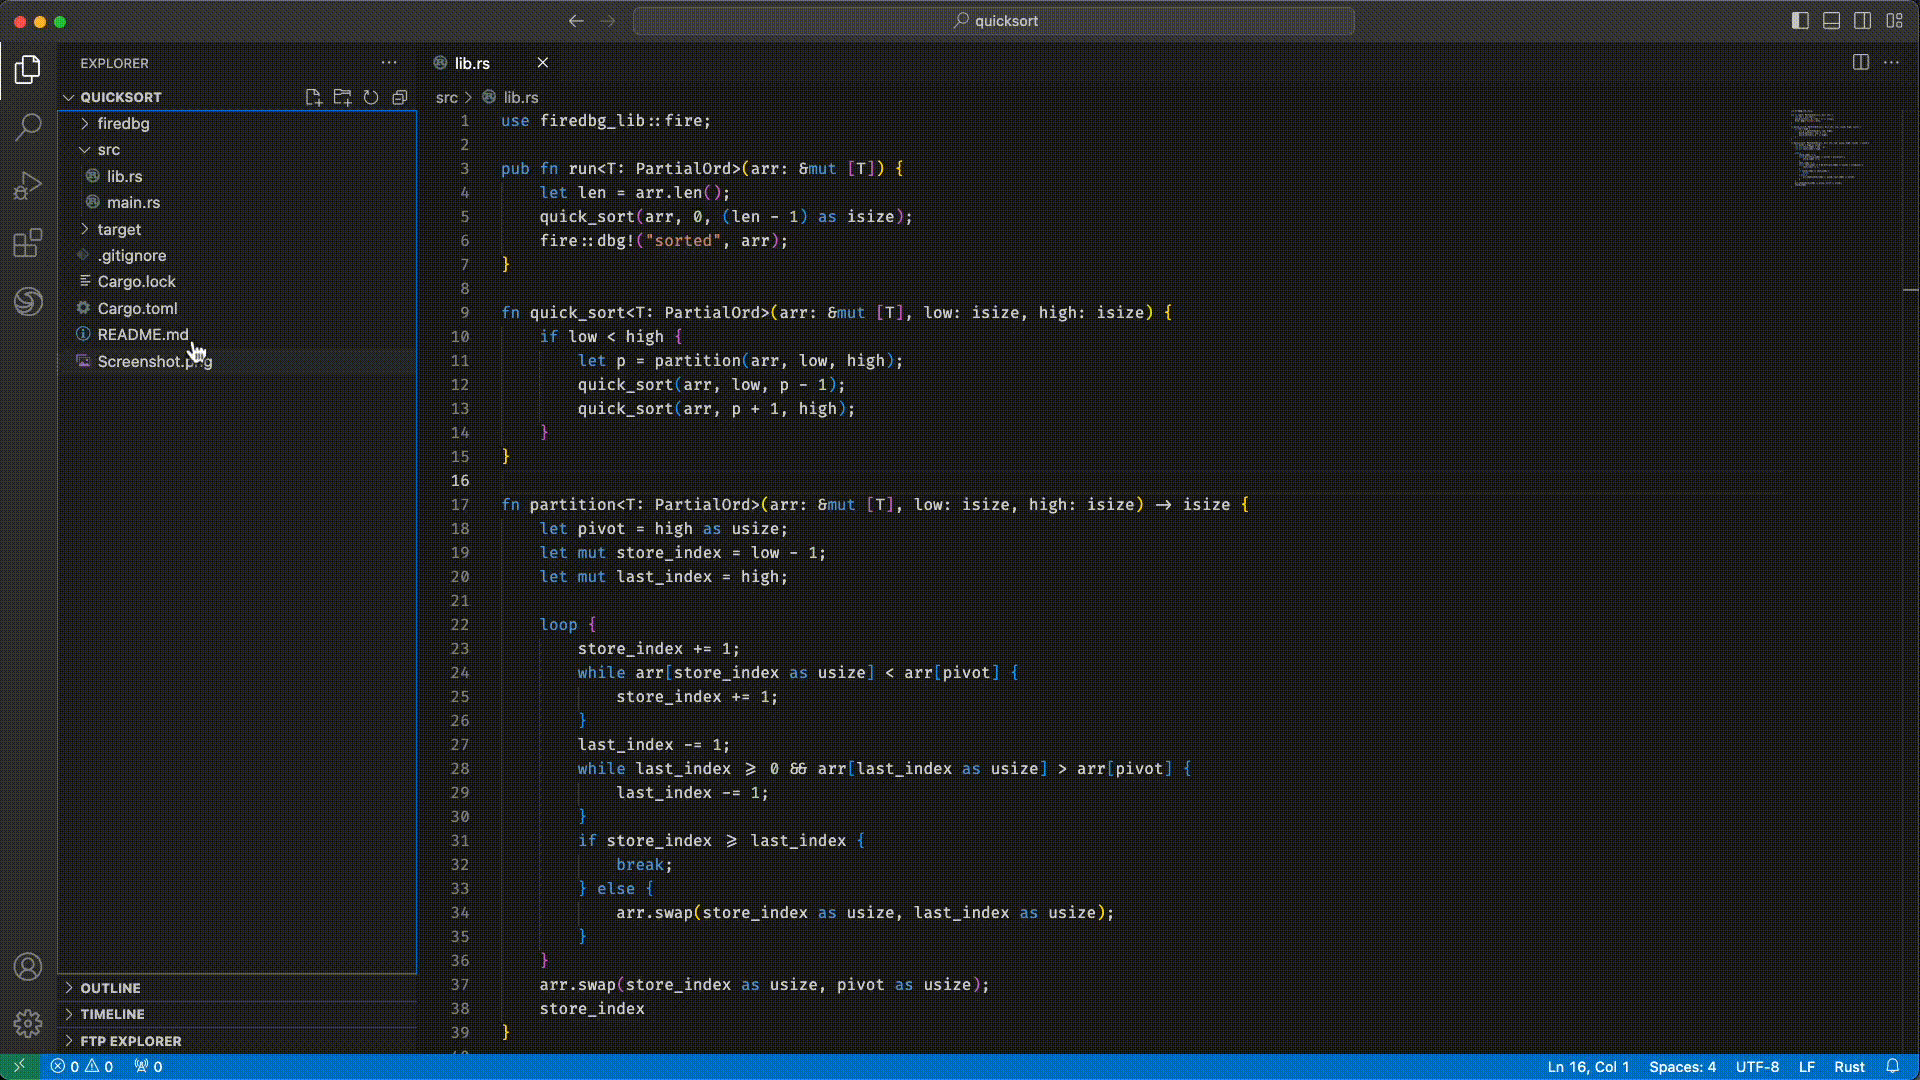 quicksort
EXPLORER
QUICKSORT
firedbg
src
lib.rs
main.rs
target
.gitignore
Cargo.lock
Cargo.toml
README.md
Screenshot.png
OUTLINE
TIMELINE
FTP EXPLORER
lib.rs
src > lib.rs
1 use firedbg_lib::fire;
2
3 pub fn run<T: PartialOrd>(arr: &mut [T]) {
4 let len = arr.len();
5 quick_sort(arr, 0, (len - 1) as isize);
6 fire::dbg!("sorted", arr);
7 }
8
9 fn quick_sort<T: PartialOrd>(arr: &mut [T], low: isize, high: isize) {
10 if low < high {
11 let p = partition(arr, low, high);
12 quick_sort(arr, low, p - 1);
13 quick_sort(arr, p + 1, high);
14 }
15 }
16
17 fn partition<T: PartialOrd>(arr: &mut [T], low: isize, high: isize) → isize {
18 let pivot = high as usize;
19 let mut store_index = low - 1;
20 let mut last_index = high;
21
22 loop {
23 store_index += 1;
24 while arr[store_index as usize] < arr[pivot] {
25 store_index += 1;
26 }
27 last_index -= 1;
28 while last_index ⩾ 0 && arr[last_index as usize] > arr[pivot] {
29 last_index -= 1;
30 }
31 if store_index ⩾ last_index {
32 break;
33 } else {
34 arr.swap(store_index as usize, last_index as usize);
35 }
36 }
37 arr.swap(store_index as usize, pivot as usize);
38 store_index
39 }
0 0 0
Ln 16, Col 1 Spaces: 4 UTF-8 LF Rust